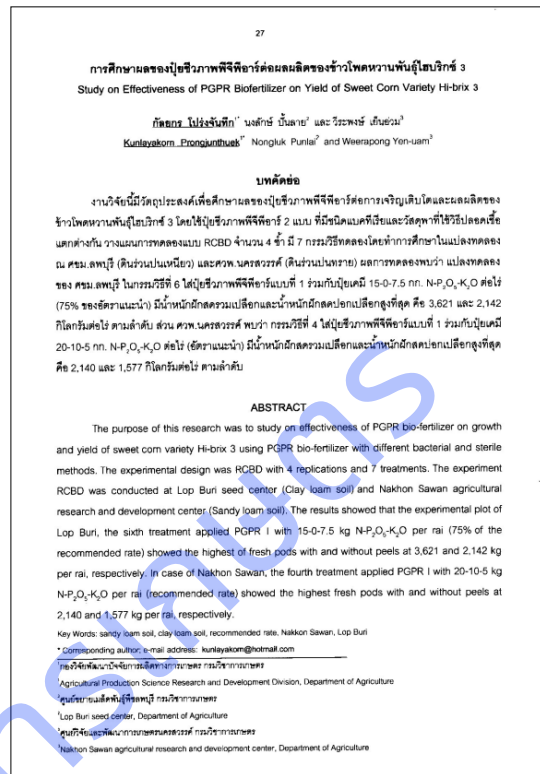 27
การศึกษาผลของปุ๋ยชีวภาพพีจีพีอาร์ต่อผลผลิตของข้าวโพดหวานพันธุ์ไฮบริกซ์ 3
Study on Effectiveness of PGPR Biofertilizer on Yield of Sweet Corn Variety Hi-brix 3
กัลยกร โปร่งจันทึก¹* นงลักษ์ ปั้นลาย² และ วีระพงษ์ เย็นอ่วม³
Kunlayakorn Prongjunthuek¹* Nongluk Punlai² and Weerapong Yen-uam³
บทคัดย่อ
งานวิจัยนี้มีวัตถุประสงค์เพื่อศึกษาผลของปุ๋ยชีวภาพพีจีพีอาร์ต่อการเจริญเติบโตและผลผลิตของ
ข้าวโพดหวานพันธุ์ไฮบริกซ์ 3 โดยใช้ปุ๋ยชีวภาพพีจีพีอาร์ 2 แบบ ที่มีชนิดแบคทีเรียและวัสดุพาที่ใช้วิธีปลอดเชื้อ
แตกต่างกัน วางแผนการทดลองแบบ RCBD จำนวน 4 ซ้ำ มี 7 กรรมวิธีทดลองโดยทำการศึกษาในแปลงทดลอง
ณ ศขม.ลพบุรี (ดินร่วนปนเหนียว) และศวพ.นครสวรรค์ (ดินร่วนปนทราย) ผลการทดลองพบว่า แปลงทดลอง
ของ ศขม.ลพบุรี ในกรรมวิธีที่ 6 ใส่ปุ๋ยชีวภาพพีจีพีอาร์แบบที่ 1 ร่วมกับปุ๋ยเคมี 15-0-7.5 กก. N-P₂O₅-K₂O ต่อไร่
(75% ของอัตราแนะนำ) มีน้ำหนักฝักสดรวมเปลือกและน้ำหนักฝักสดปอกเปลือกสูงที่สุด คือ 3,621 และ 2,142
กิโลกรัมต่อไร่ ตามลำดับ ส่วน ศวพ.นครสวรรค์ พบว่า กรรมวิธีที่ 4 ใส่ปุ๋ยชีวภาพพีจีพีอาร์แบบที่ 1 ร่วมกับปุ๋ยเคมี
20-10-5 กก. N-P₂O₅-K₂O ต่อไร่ (อัตราแนะนำ) มีน้ำหนักฝักสดรวมเปลือกและน้ำหนักฝักสดปอกเปลือกสูงที่สุด
คือ 2,140 และ 1,577 กิโลกรัมต่อไร่ ตามลำดับ
ABSTRACT
The purpose of this research was to study on effectiveness of PGPR bio-fertilizer on growth
and yield of sweet corn variety Hi-brix 3 using PGPR bio-fertilizer with different bacterial and sterile
methods. The experimental design was RCBD with 4 replications and 7 treatments. The experiment
RCBD was conducted at Lop Buri seed center (Clay loam soil) and Nakhon Sawan agricultural
research and development center (Sandy loam soil). The results showed that the experimental plot of
Lop Buri, the sixth treatment applied PGPR I with 15-0-7.5 kg N-P₂O₅-K₂O per rai (75% of the
recommended rate) showed the highest of fresh pods with and without peels at 3,621 and 2,142 kg
per rai, respectively. In case of Nakhon Sawan, the fourth treatment applied PGPR I with 20-10-5 kg
N-P₂O₅-K₂O per rai (recommended rate) showed the highest fresh pods with and without peels at
2,140 and 1,577 kg per rai, respectively.
Key Words: sandy loam soil, clay loam soil, recommended rate, Nakkon Sawan, Lop Buri
* Corresponding author; e-mail address: kunlayakorn@hotmail.com
¹กองวิจัยพัฒนาปัจจัยการผลิตทางการเกษตร กรมวิชาการเกษตร
¹Agricultural Production Science Research and Development Division, Department of Agriculture
²ศูนย์ขยายเมล็ดพันธุ์พืชลพบุรี กรมวิชาการเกษตร
²Lop Buri seed center, Department of Agriculture
³ศูนย์วิจัยและพัฒนาการเกษตรนครสวรรค์ กรมวิชาการเกษตร
³Nakhon Sawan agricultural research and development center, Department of Agriculture